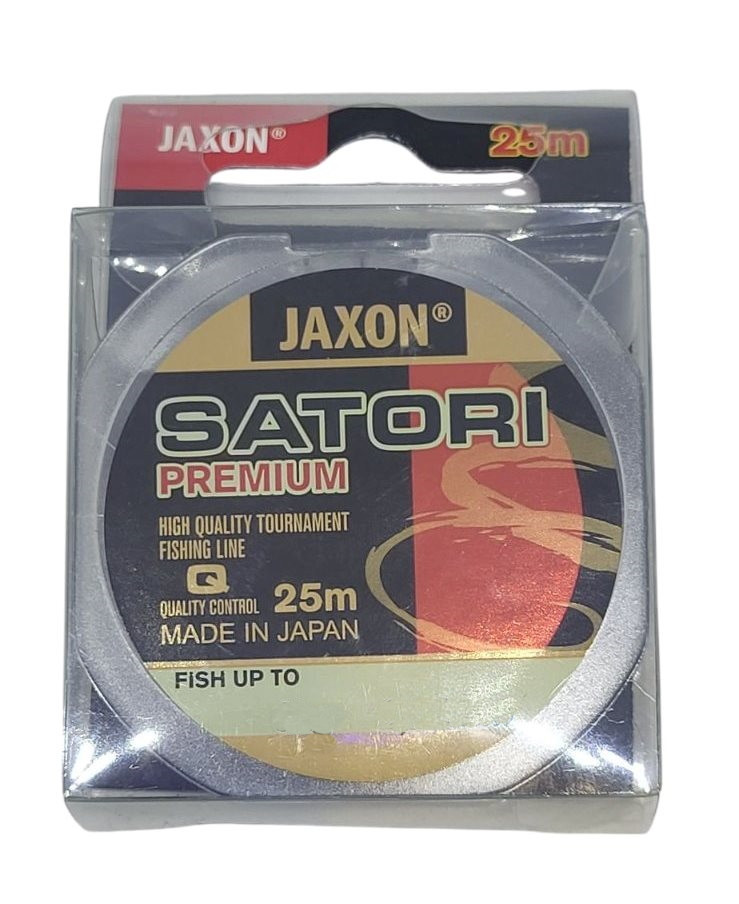 JAXON®
25m
JAXON®
SATORI
PREMIUM
HIGH QUALITY TOURNAMENT
FISHING LINE
Q
QUALITY CONTROL 25m
MADE IN JAPAN
FiSH UP TO